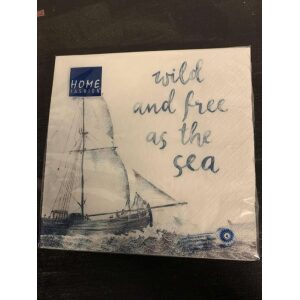 HOME
FASHION
wild
and free
as the
sea